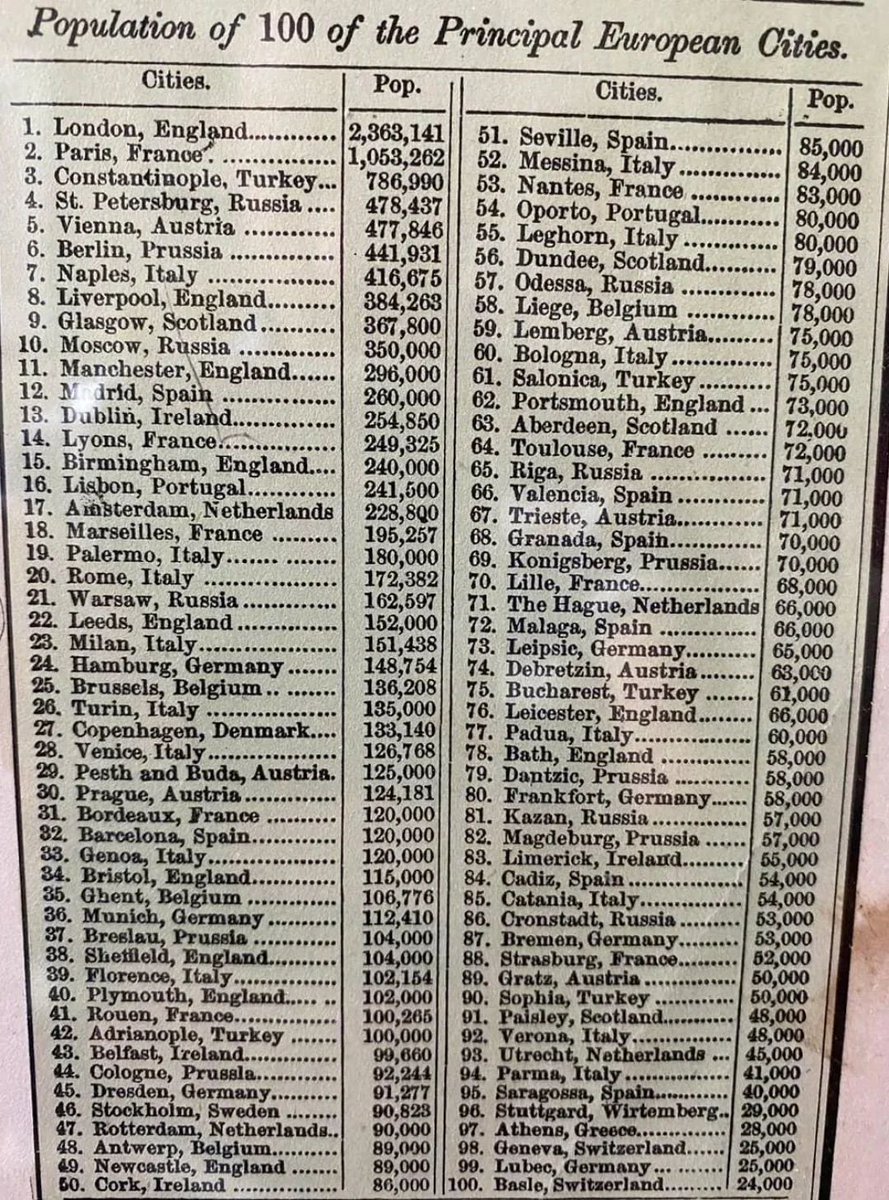 Population of 100 of the Principal European Cities.
Cities. Pop.
1. London, England............ 2,363,141
2. Paris, France. .............. 1,053,262
3. Constantinople, Turkey... 786,990
4. St. Petersburg, Russia .... 478,437
5. Vienna, Austria ............ 477,846
6. Berlin, Prussia .............. 441,931
7. Naples, Italy ................ 416,675
8. Liverpool, England......... 384,263
9. Glasgow, Scotland.......... 367,800
10. Moscow, Russia ............ 350,000
11. Manchester, England...... 296,000
12. Madrid, Spain .............. 260,000
13. Dublin, Ireland.............. 254,850
14. Lyons, France............... 249,325
15. Birmingham, England.... 240,000
16. Lisbon, Portugal............ 241,500
17. Amsterdam, Netherlands 228,800
18. Marseilles, France ......... 195,257
19. Palermo, Italy....... ........ 180,000
20. Rome, Italy ................. 172,382
21. Warsaw, Russia............. 162,597
22. Leeds, England ............. 152,000
23. Milan, Italy.................. 151,438
24. Hamburg, Germany....... 148,754
25. Brussels, Belgium.. ....... 136,208
26. Turin, Italy .................. 135,000
27. Copenhagen, Denmark.... 133,140
28. Venice, Italy................. 126,768
29. Pesth and Buda, Austria. 125,000
30. Prague, Austria............. 124,181
31. Bordeaux, France .......... 120,000
32. Barcelona, Spain............ 120,000
33. Genoa, Italy.................. 120,000
34. Bristol, England............ 115,000
35. Ghent, Belgium ............ 106,776
36. Munich, Germany.......... 112,410
37. Breslau, Prussia ............ 104,000
38. Sheffield, England.......... 104,000
39. Florence, Italy............... 102,154
40. Plymouth, England..... .. 102,000
41. Rouen, France............... 100,265
42. Adrianople, Turkey ....... 100,000
43. Belfast, Ireland.............. 99,660
44. Cologne, Prussia............ 92,244
45. Dresden, Germany......... 91,277
46. Stockholm, Sweden ........ 90,823
47. Rotterdam, Netherlands.. 90,000
48. Antwerp, Belgium.......... 89,000
49. Newcastle, England ....... 89,000
50. Cork, Ireland ............... 86,000
Cities. Pop.
51. Seville, Spain............... 85,000
52. Messina, Italy .............. 84,000
53. Nantes, France ............ 83,000
54. Oporto, Portugal.......... 80,000
55. Leghorn, Italy ............. 80,000
56. Dundee, Scotland......... 79,000
57. Odessa, Russia ............ 78,000
58. Liege, Belgium ............ 78,000
59. Lemberg, Austria......... 75,000
60. Bologna, Italy.............. 75,000
61. Salonica, Turkey.......... 75,000
62. Portsmouth, England ... 73,000
63. Aberdeen, Scotland ...... 72,000
64. Toulouse, France ......... 72,000
65. Riga, Russia ............... 71,000
66. Valencia, Spain ............ 71,000
67. Trieste, Austria............ 71,000
68. Granada, Spain............. 70,000
69. Konigsberg, Prussia...... 70,000
70. Lille, France................. 68,000
71. The Hague, Netherlands 66,000
72. Malaga, Spain .............. 66,000
73. Leipsic, Germany......... 65,000
74. Debretzin, Austria........ 63,000
75. Bucharest, Turkey ....... 61,000
76. Leicester, England........ 66,000
77. Padua, Italy................. 60,000
78. Bath, England ............. 58,000
79. Dantzic, Prussia ........... 58,000
80. Frankfort, Germany...... 58,000
81. Kazan, Russia.............. 57,000
82. Magdeburg, Prussia ...... 57,000
83. Limerick, Ireland......... 55,000
84. Cadiz, Spain ................ 54,000
85. Catania, Italy.............. 54,000
86. Cronstadt, Russia ......... 53,000
87. Bremen, Germany........ 53,000
88. Strasburg, France......... 52,000
89. Gratz, Austria .............. 50,000
90. Sophia, Turkey ............ 50,000
91. Paisley, Scotland.......... 48,000
92. Verona, Italy............... 48,000
93. Utrecht, Netherlands ... 45,000
94. Parma, Italy................ 41,000
95. Saragossa, Spain........... 40,000
96. Stuttgard, Wirtemberg.. 29,000
97. Athens, Greece............. 28,000
98. Geneva, Switzerland...... 25,000
99. Lubec, Germany... ....... 25,000
100. Basle, Switzerland........ 24,000